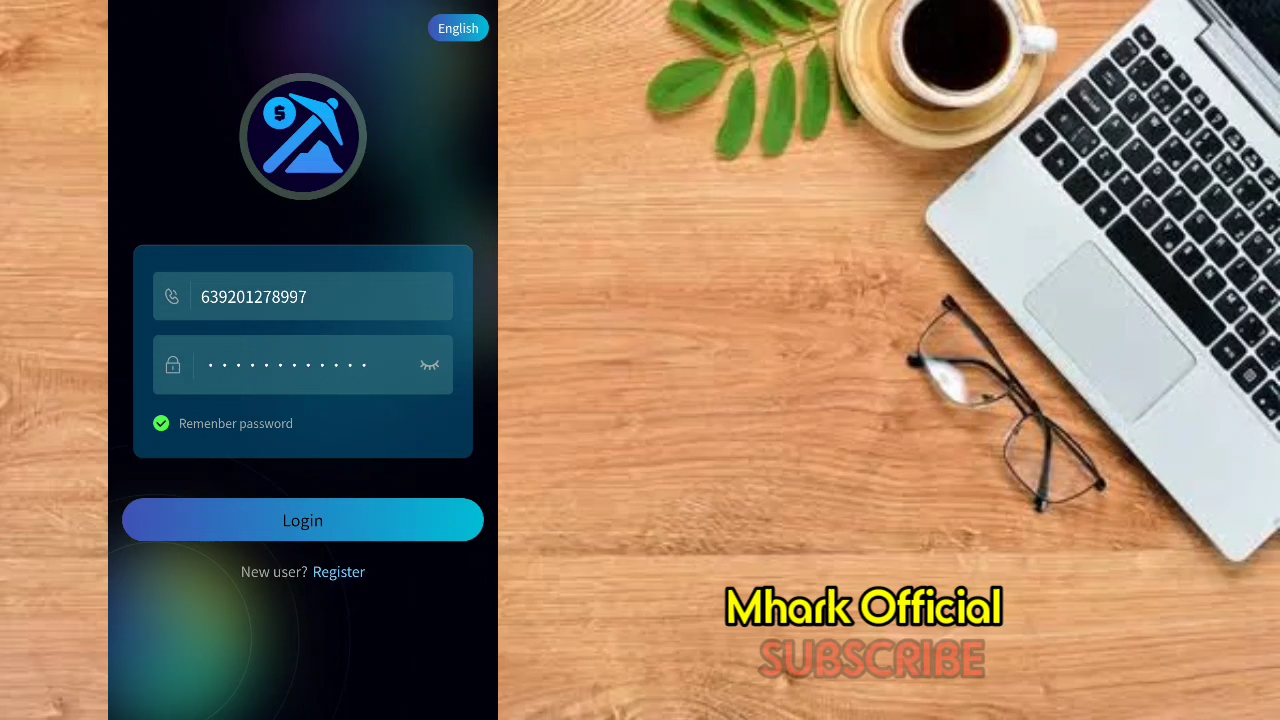 English
639201278997
Remenber password
Login
New user? Register
Mhark Official
SUBSCRIBE